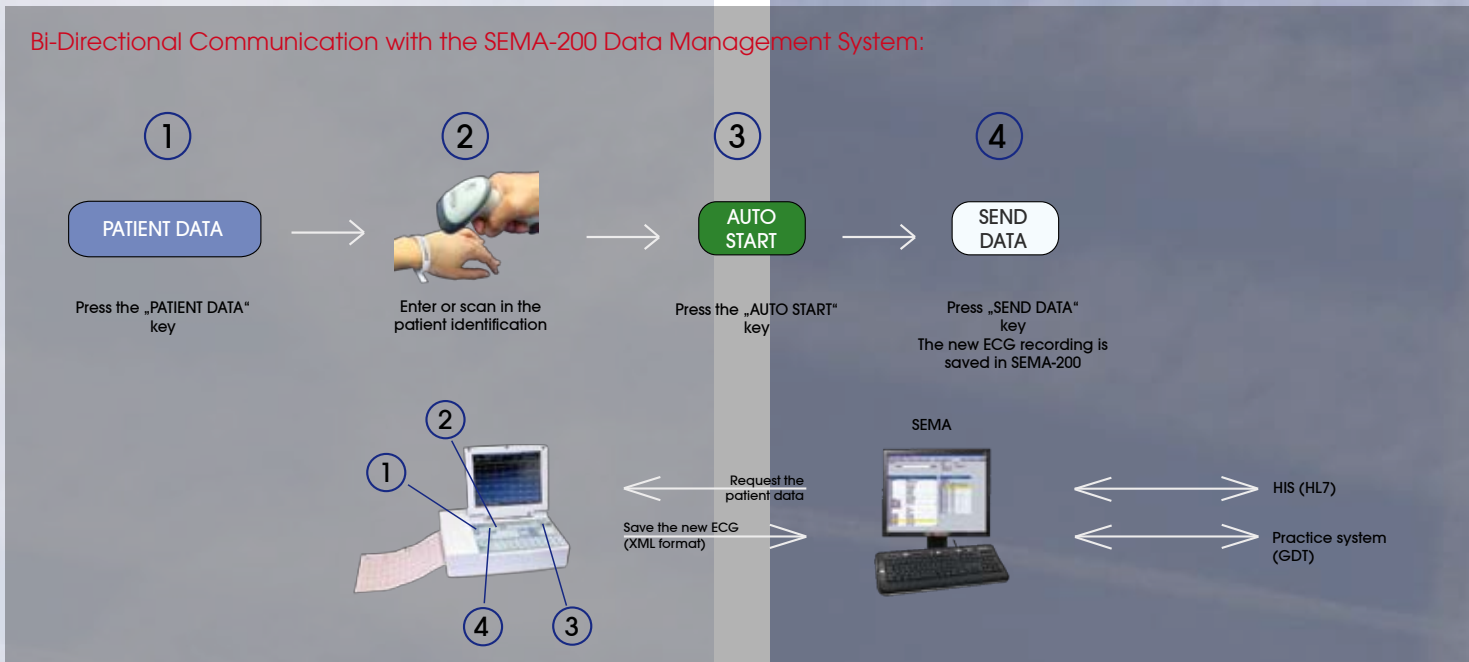 Bi-Directional Communication with the SEMA-200 Data Management System:
1
2
3
4
PATIENT DATA
AUTO
START
SEND
DATA
Press the „PATIENT DATA“
key
Enter or scan in the
patient identification
Press the „AUTO START“
key
Press „SEND DATA“
key
The new ECG recording is
saved in SEMA-200
2
1
4
3
SEMA
Request the
patient data
Save the new ECG
(XML format)
HIS (HL7)
Practice system
(GDT)